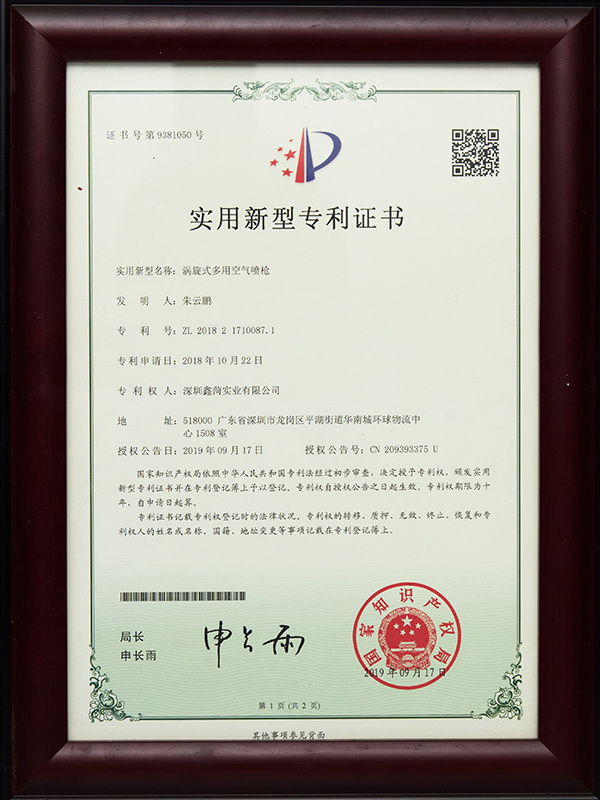 证书号第9381050号
实用新型专利证书
实用新型名称：涡旋式多用空气喷枪
发明人：朱云鹏
专利号：ZL 2018 2 1710087.1
专利申请日：2018年10月22日
专利权人：深圳鑫菏实业有限公司
地址：518000 广东省深圳市龙岗区平湖街道华南城环球物流中
心1508室
授权公告日：2019年09月17日 授权公告号：CN 209393375 U
国家知识产权局依照中华人民共和国专利法经过初步审查，决定授予专利权，颁发实用
新型专利证书并在专利登记簿上予以登记。专利权自授权公告之日起生效。专利权期限为十
年，自申请日起算。
专利证书记载专利权登记时的法律状况。专利权的转移、质押、无效、终止、恢复和专
利权人的姓名或名称、国籍、地址变更等事项记载在专利登记簿上。
局长
申长雨
申长雨
国家知识产权局
2019年09月17日
第1页(共2页)
其他事项参见背面